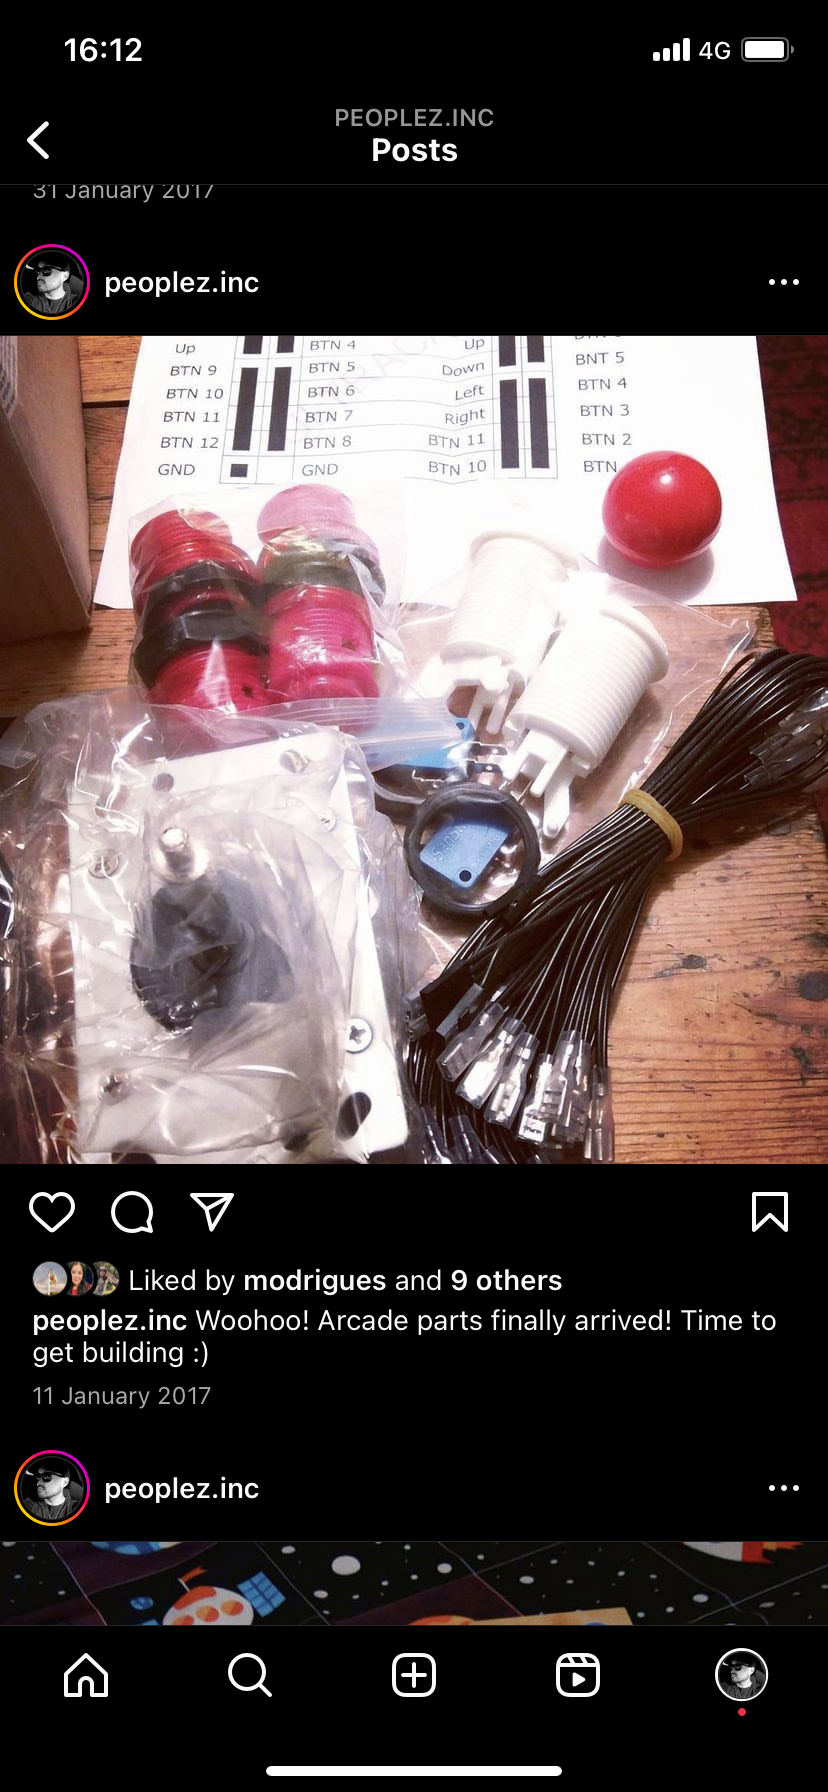 16:12
4G
PEOPLEZ.INC
Posts
31 January 2017
peoplez.inc
Up BTN 4 Up
BTN 9 BTN 5 Down BNT 5
BTN 10 BTN 6 Left BTN 4
BTN 11 BTN 7 Right BTN 3
BTN 12 BTN 8 BTN 11 BTN 2
GND GND BTN 10 BTN
Liked by modrigues and 9 others
peoplez.inc Woohoo! Arcade parts finally arrived! Time to
get building :)
11 January 2017
peoplez.inc